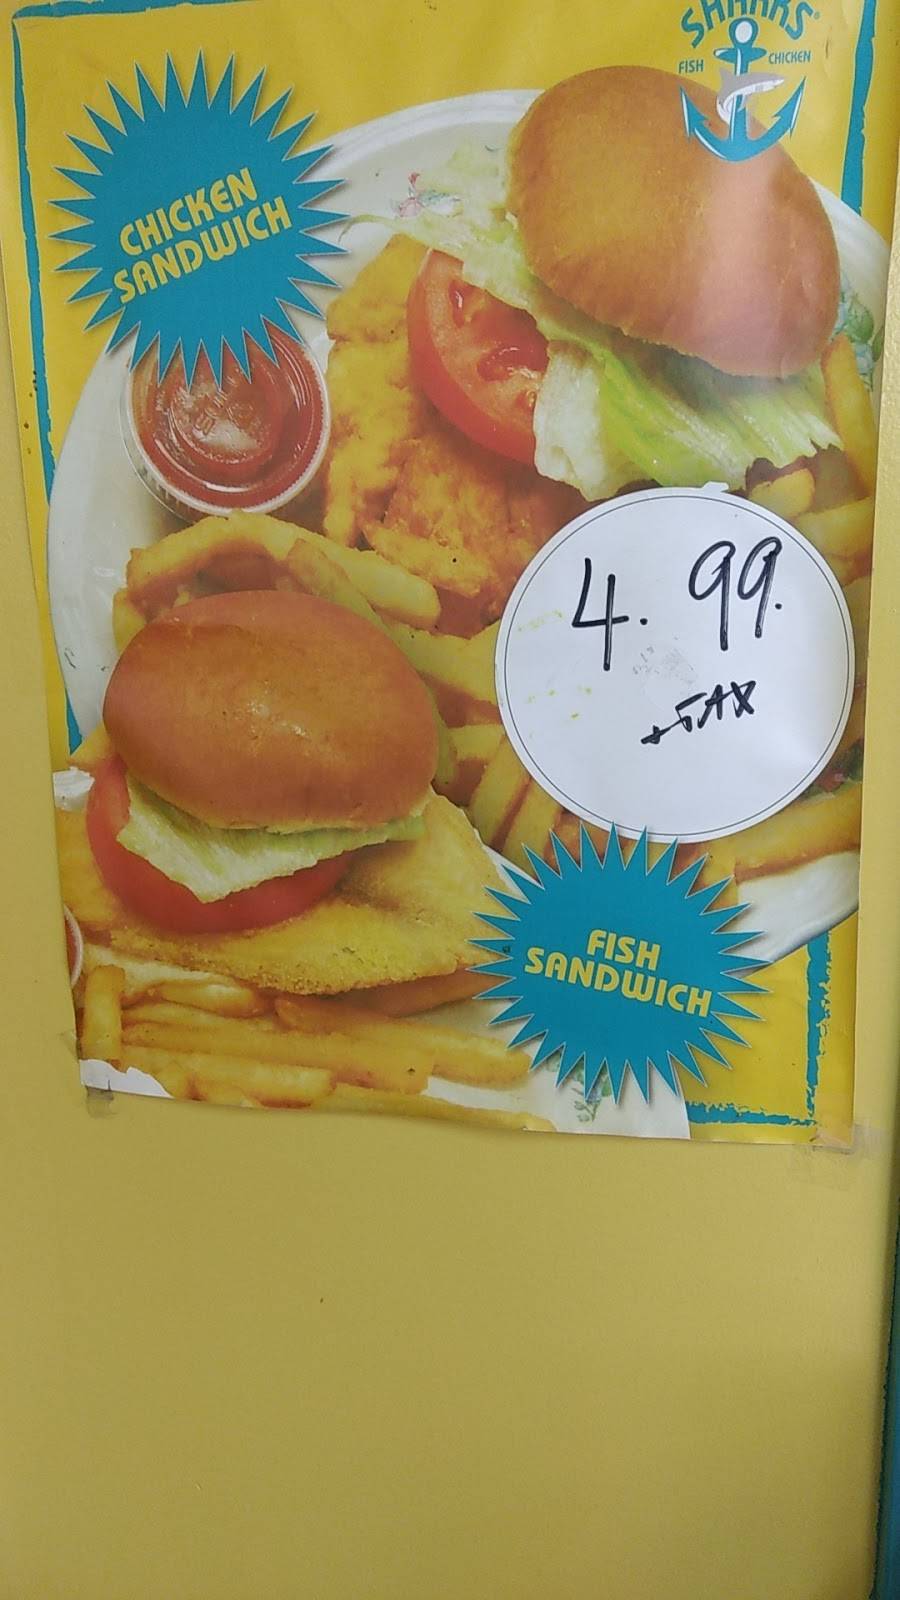 SHARKS
FISH CHICKEN
CHICKEN
SANDWICH
4.99
+TAX
FISH
SANDWICH